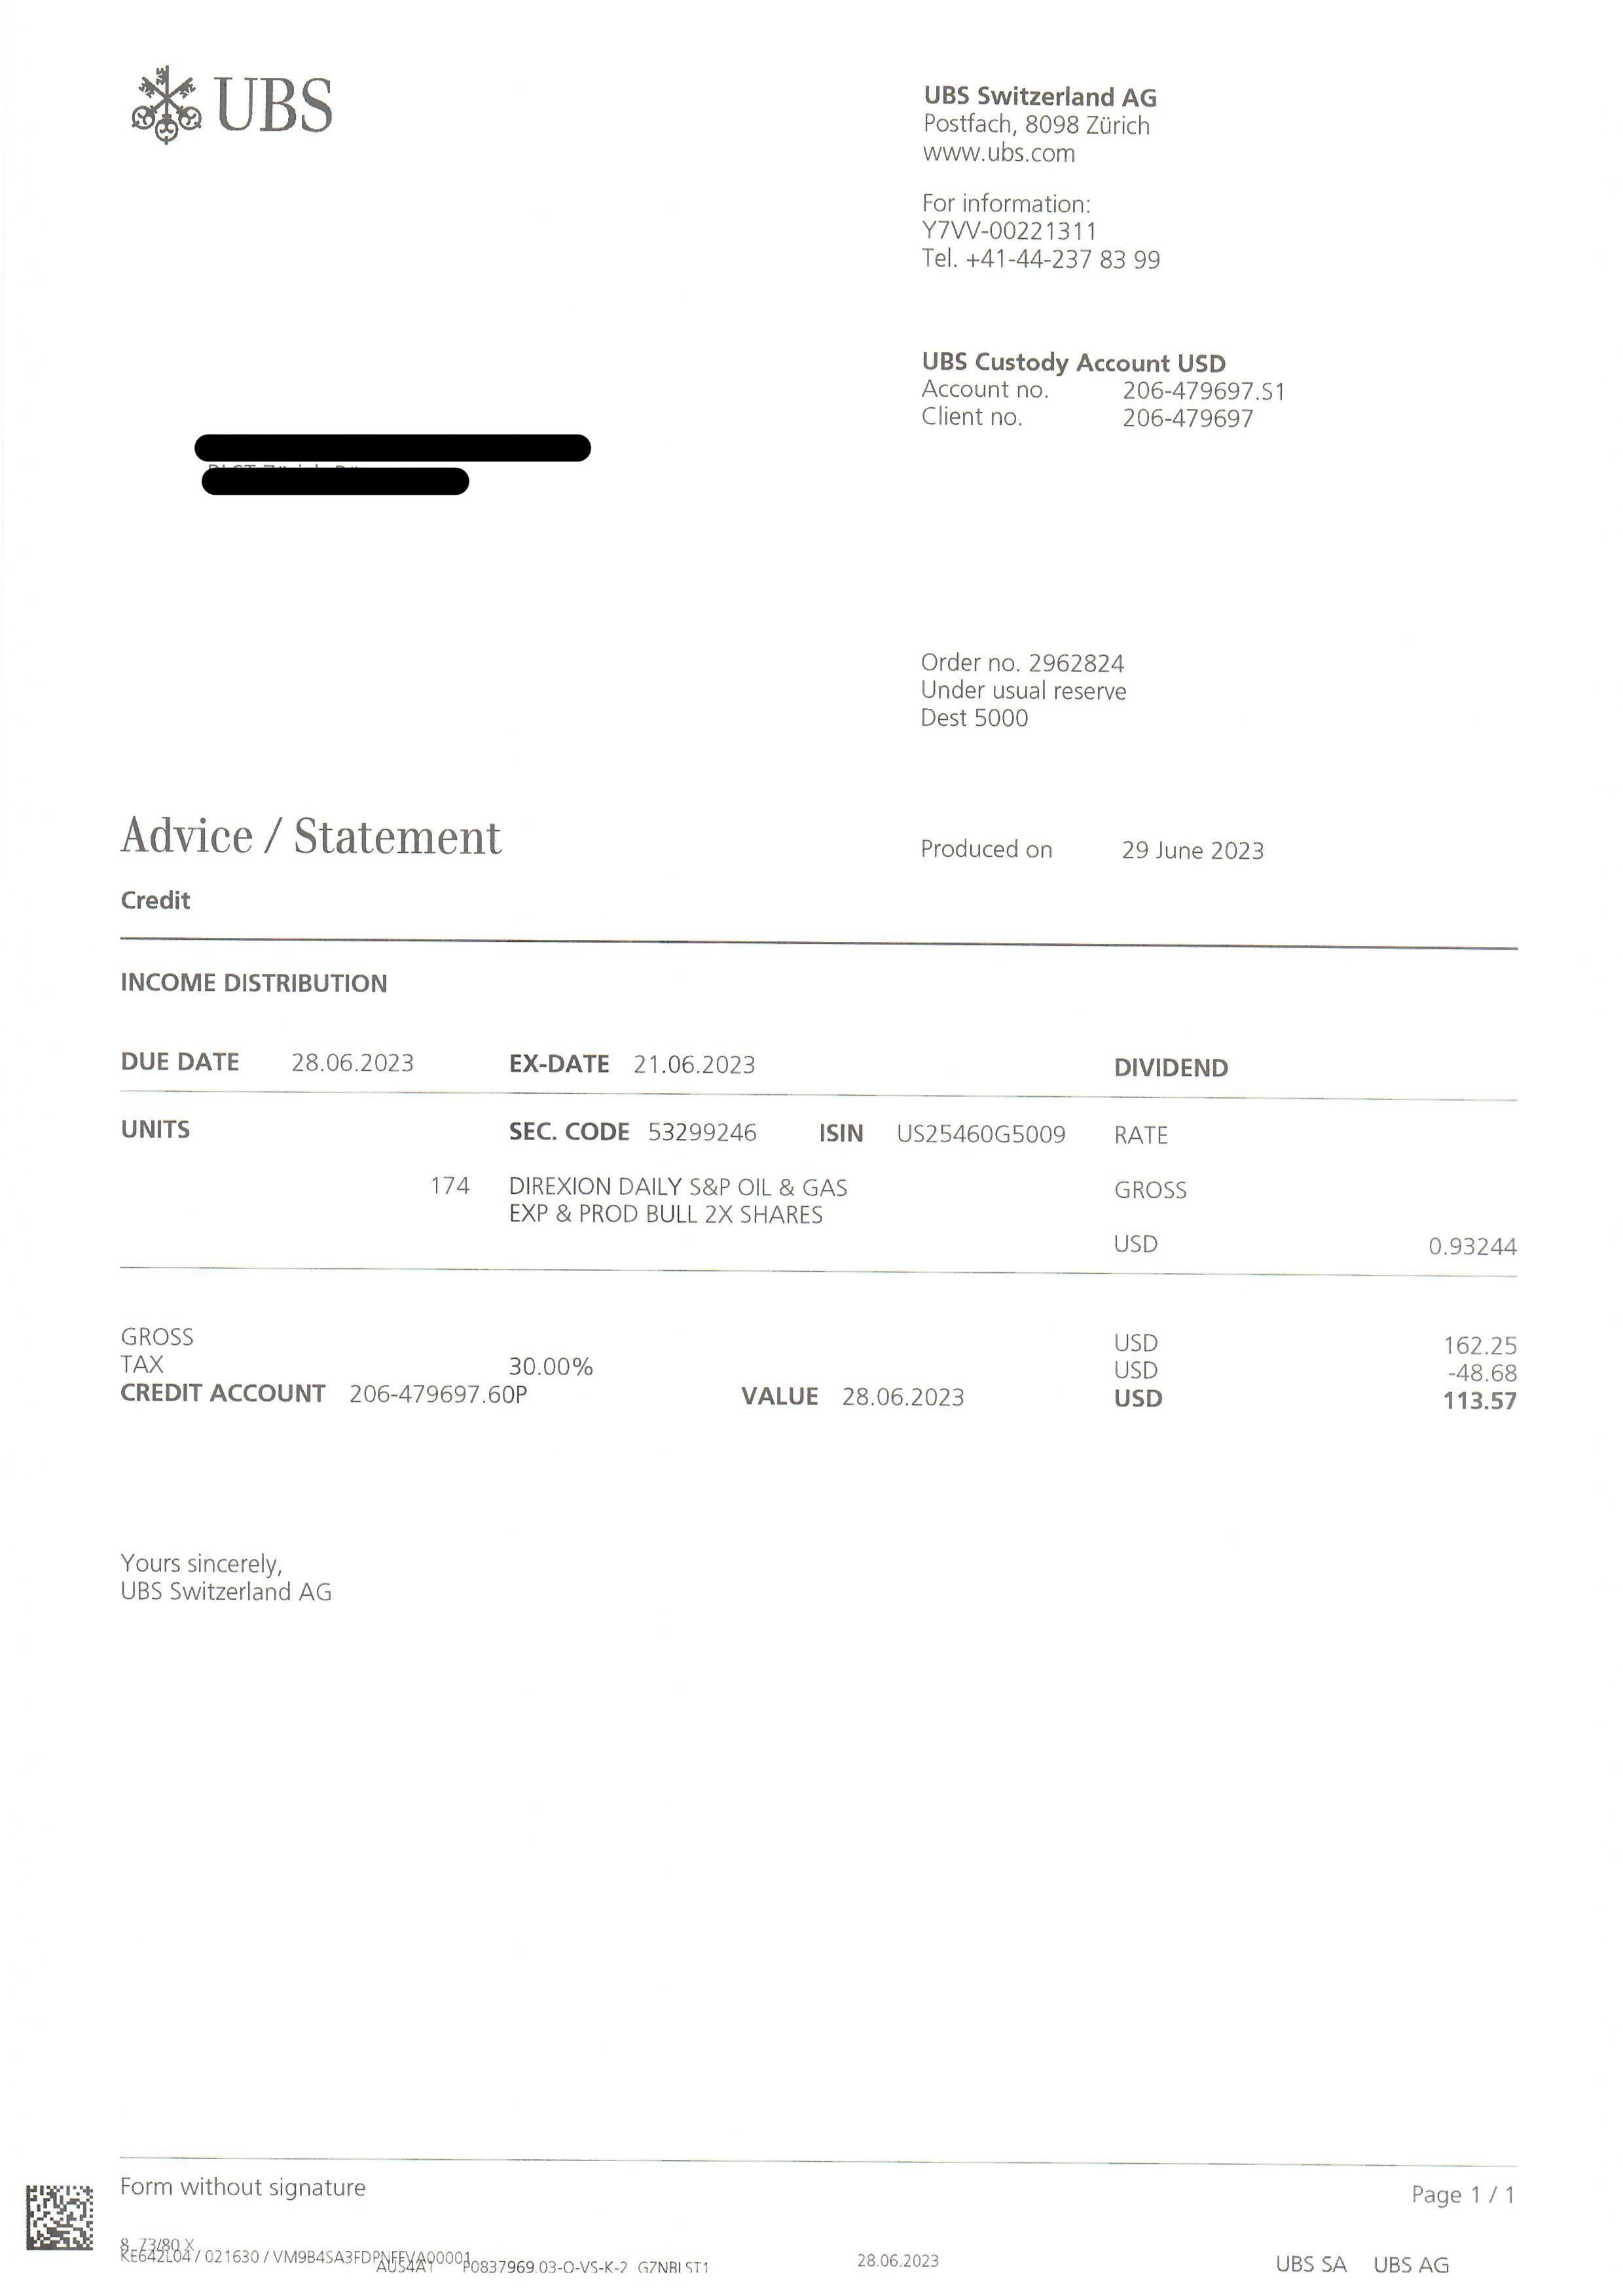 UBS
UBS Switzerland AG
Postfach, 8098 Zürich
www.ubs.com
For information:
Y7VV-00221311
Tel. +41-44-237 83 99
UBS Custody Account USD
Account no. 206-479697.S1
Client no. 206-479697
Order no. 2962824
Under usual reserve
Dest 5000
Advice / Statement
Produced on 29 June 2023
Credit
INCOME DISTRIBUTION
DUE DATE 28.06.2023 EX-DATE 21.06.2023 DIVIDEND
UNITS SEC. CODE 53299246 ISIN US25460G5009 RATE
174 DIREXION DAILY S&P OIL & GAS GROSS
EXP & PROD BULL 2X SHARES
USD 0.93244
GROSS USD 162.25
TAX 30.00% USD -48.68
CREDIT ACCOUNT 206-479697.60P VALUE 28.06.2023 USD 113.57
Yours sincerely,
UBS Switzerland AG
Form without signature
Page 1 / 1
8 73/80 X
KE642L04 / 021630 / VM9B4SA3FDPNFFVA00001
AUS4A1 P0837969.03-O-VS-K-2 GZNBLST1 28.06.2023 UBS SA UBS AG